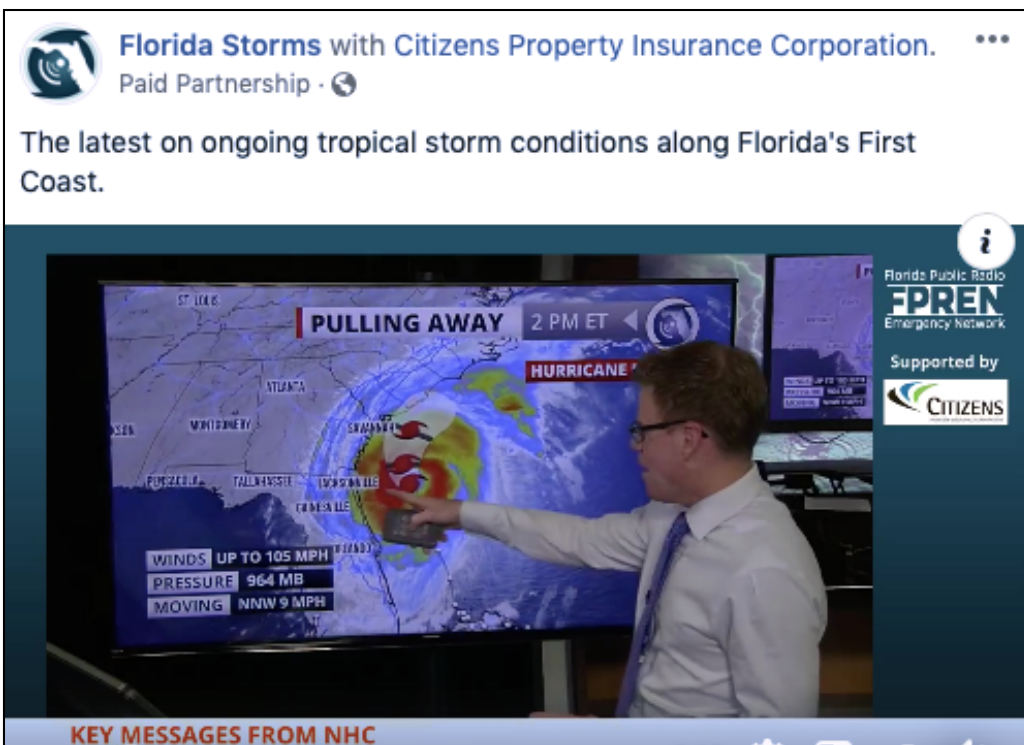 Florida Storms with Citizens Property Insurance Corporation.
Paid Partnership ·
The latest on ongoing tropical storm conditions along Florida's First
Coast.
i
Florida Public Radio
FPREN
Emergency Network
Supported by
CITIZENS
ST. LOUIS
PULLING AWAY 2 PM ET
HURRICANE
ATLANTA
MONTGOMERY
SAVANNAH
PENSACOLA TALLAHASSEE JACKSONVILLE
GAINESVILLE
WINDS UP TO 105 MPH
PRESSURE 964 MB
MOVING NNW 9 MPH
KEY MESSAGES FROM NHC